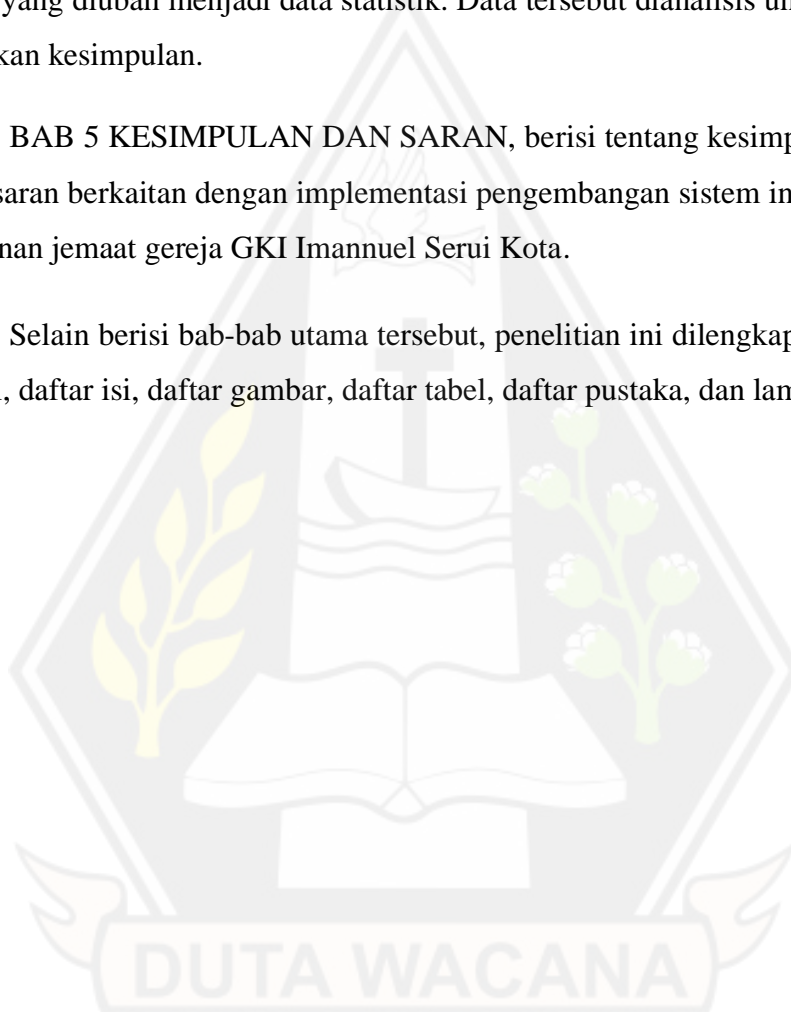 yang diubah menjadi data statistik. Data tersebut dianalisis un
kan kesimpulan.
BAB 5 KESIMPULAN DAN SARAN, berisi tentang kesimp
saran berkaitan dengan implementasi pengembangan sistem in
nan jemaat gereja GKI Imannuel Serui Kota.
Selain berisi bab-bab utama tersebut, penelitian ini dilengkap
, daftar isi, daftar gambar, daftar tabel, daftar pustaka, dan lam
DUTA WACANA